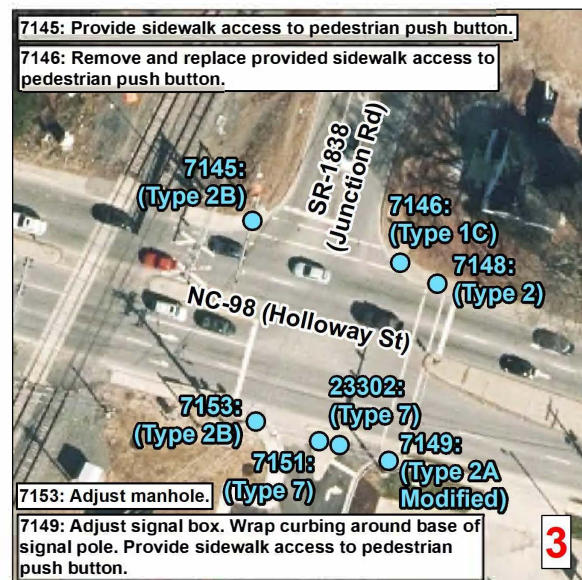 7145: Provide sidewalk access to pedestrian push button.
7146: Remove and replace provided sidewalk access to
pedestrian push button.
7145:
(Type 2B)
SR-1838
(Junction Rd)
7146:
(Type 1C)
7148:
(Type 2)
NC-98 (Holloway St)
23302:
(Type 7)
7153:
(Type 2B)
7151:
(Type 7)
7149:
(Type 2A
Modified)
7153: Adjust manhole.
7149: Adjust signal box. Wrap curbing around base of
signal pole. Provide sidewalk access to pedestrian
push button.
3